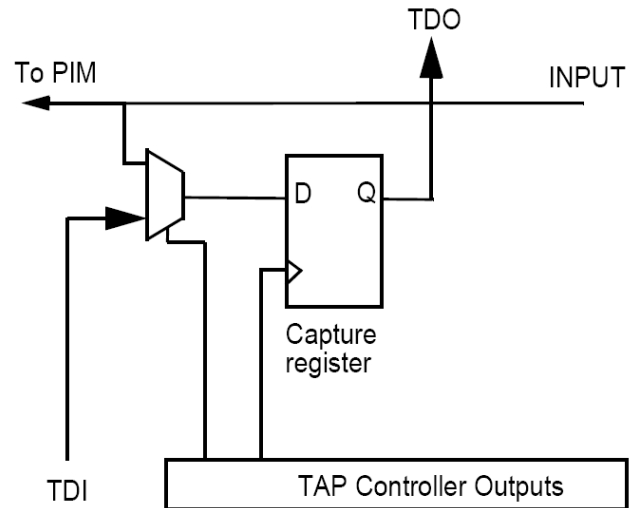 TDO
To PIM
INPUT
D
Q
Capture
register
TDI
TAP Controller Outputs